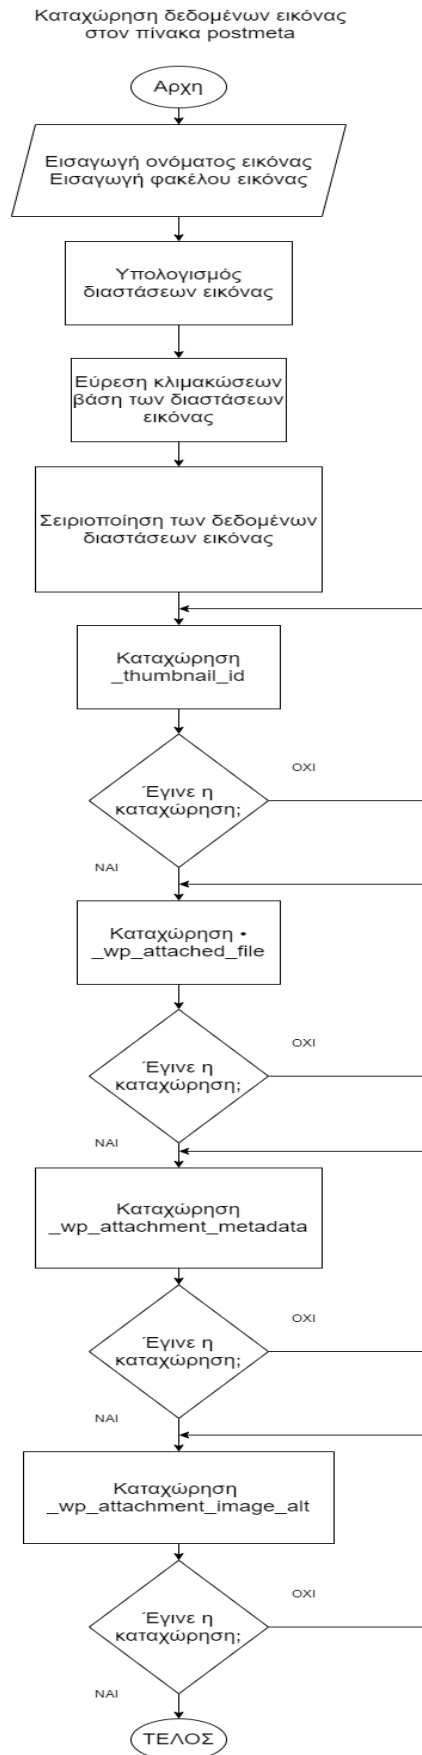 Καταχώρηση δεδομένων εικόνας
στον πίνακα postmeta
Αρχη
Εισαγωγή ονόματος εικόνας
Εισαγωγή φακέλου εικόνας
Υπολογισμός
διαστάσεων εικόνας
Εύρεση κλιμακώσεων
βάση των διαστάσεων
εικόνας
Σειριοποίηση των δεδομένων
διαστάσεων εικόνας
Καταχώρηση
_thumbnail_id
Έγινε η
καταχώρηση;
ΟΧΙ
ΝΑΙ
Καταχώρηση •
_wp_attached_file
Έγινε η
καταχώρηση;
ΟΧΙ
ΝΑΙ
Καταχώρηση
_wp_attachment_metadata
Έγινε η
καταχώρηση;
ΟΧΙ
ΝΑΙ
Καταχώρηση
_wp_attachment_image_alt
Έγινε η
καταχώρηση;
ΟΧΙ
ΝΑΙ
ΤΕΛΟΣ